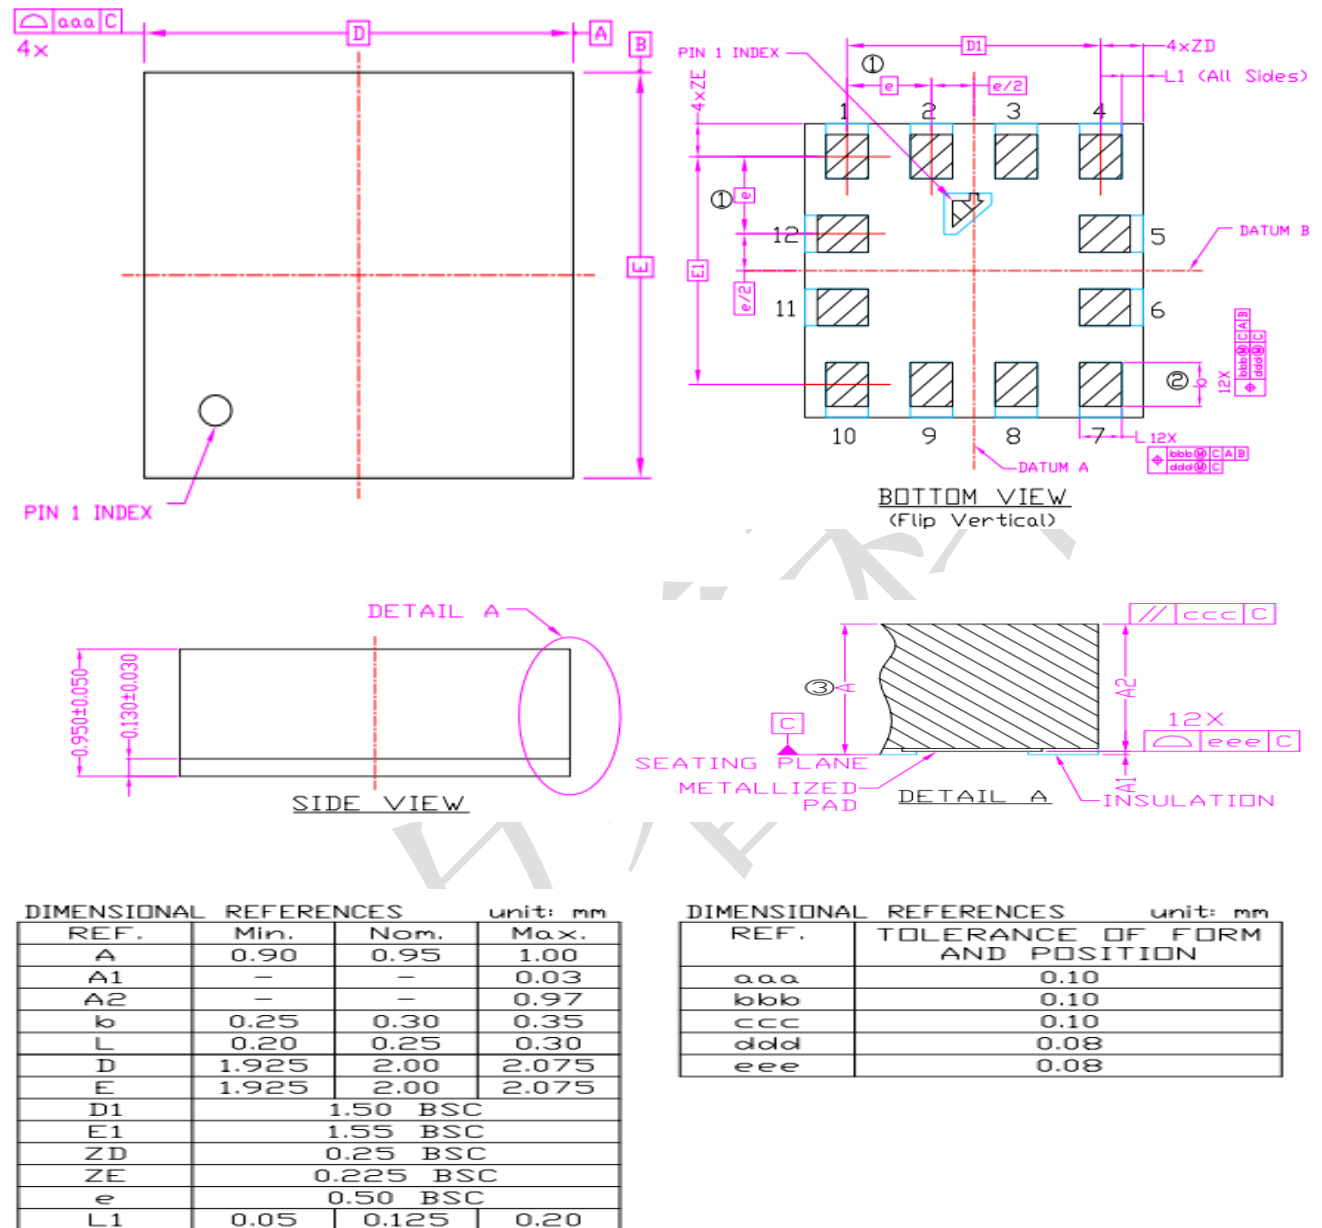 aaa C
4x
D
A
B
E
PIN 1 INDEX
PIN 1 INDEX
①
D1
4xZD
e
e/2
L1 (All Sides)
4xZE
1 2 3 4
① e
E1
e/2
12
11
5
6
DATUM B
12X
bbb Ⓜ C A B
ddd Ⓜ C
② b
10 9 8 7
L 12X
bbb Ⓜ C A B
ddd Ⓜ C
DATUM A
BOTTOM VIEW
(Flip Vertical)
DETAIL A
0.950±0.050
0.130±0.030
SIDE VIEW
// ccc C
③ A
A2
C
12X
eee C
SEATING PLANE
METALLIZED
PAD
A1
INSULATION
DETAIL A
DIMENSIONAL REFERENCES unit: mm
REF. Min. Nom. Max.
A 0.90 0.95 1.00
A1 – – 0.03
A2 – – 0.97
b 0.25 0.30 0.35
L 0.20 0.25 0.30
D 1.925 2.00 2.075
E 1.925 2.00 2.075
D1 1.50 BSC
E1 1.55 BSC
ZD 0.25 BSC
ZE 0.225 BSC
e 0.50 BSC
L1 0.05 0.125 0.20
DIMENSIONAL REFERENCES unit: mm
REF. TOLERANCE OF FORM
AND POSITION
aaa 0.10
bbb 0.10
ccc 0.10
ddd 0.08
eee 0.08